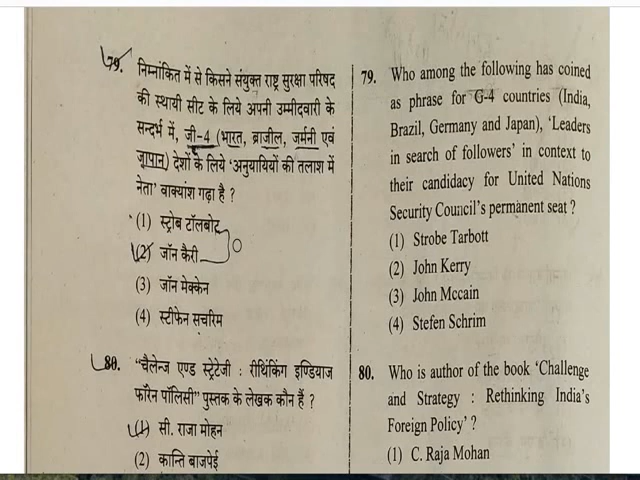 79. निम्नांकित में से किसने संयुक्त राष्ट्र सुरक्षा परिषद
की स्थायी सीट के लिये अपनी उम्मीदवारी के
सन्दर्भ में, जी-4 (भारत, ब्राजील, जर्मनी एवं
जापान) देशों के लिये ‘अनुयायियों की तलाश में
नेता’ वाक्यांश गढ़ा है ?
(1) स्ट्रोब टॉलबोट
(2) जॉन कैरी
(3) जॉन मेक्केन
(4) स्टीफेन सचरिम
80. “चैलेन्ज एण्ड स्ट्रेटेजी : रीथिंकिंग इण्डियाज
फॉरेन पॉलिसी” पुस्तक के लेखक कौन हैं ?
(1) सी. राजा मोहन
(2) कान्ति बाजपेई
79. Who among the following has coined
as phrase for G-4 countries (India,
Brazil, Germany and Japan), ‘Leaders
in search of followers’ in context to
their candidacy for United Nations
Security Council’s permanent seat ?
(1) Strobe Tarbott
(2) John Kerry
(3) John Mccain
(4) Stefen Schrim
80. Who is author of the book ‘Challenge
and Strategy : Rethinking India’s
Foreign Policy’ ?
(1) C. Raja Mohan